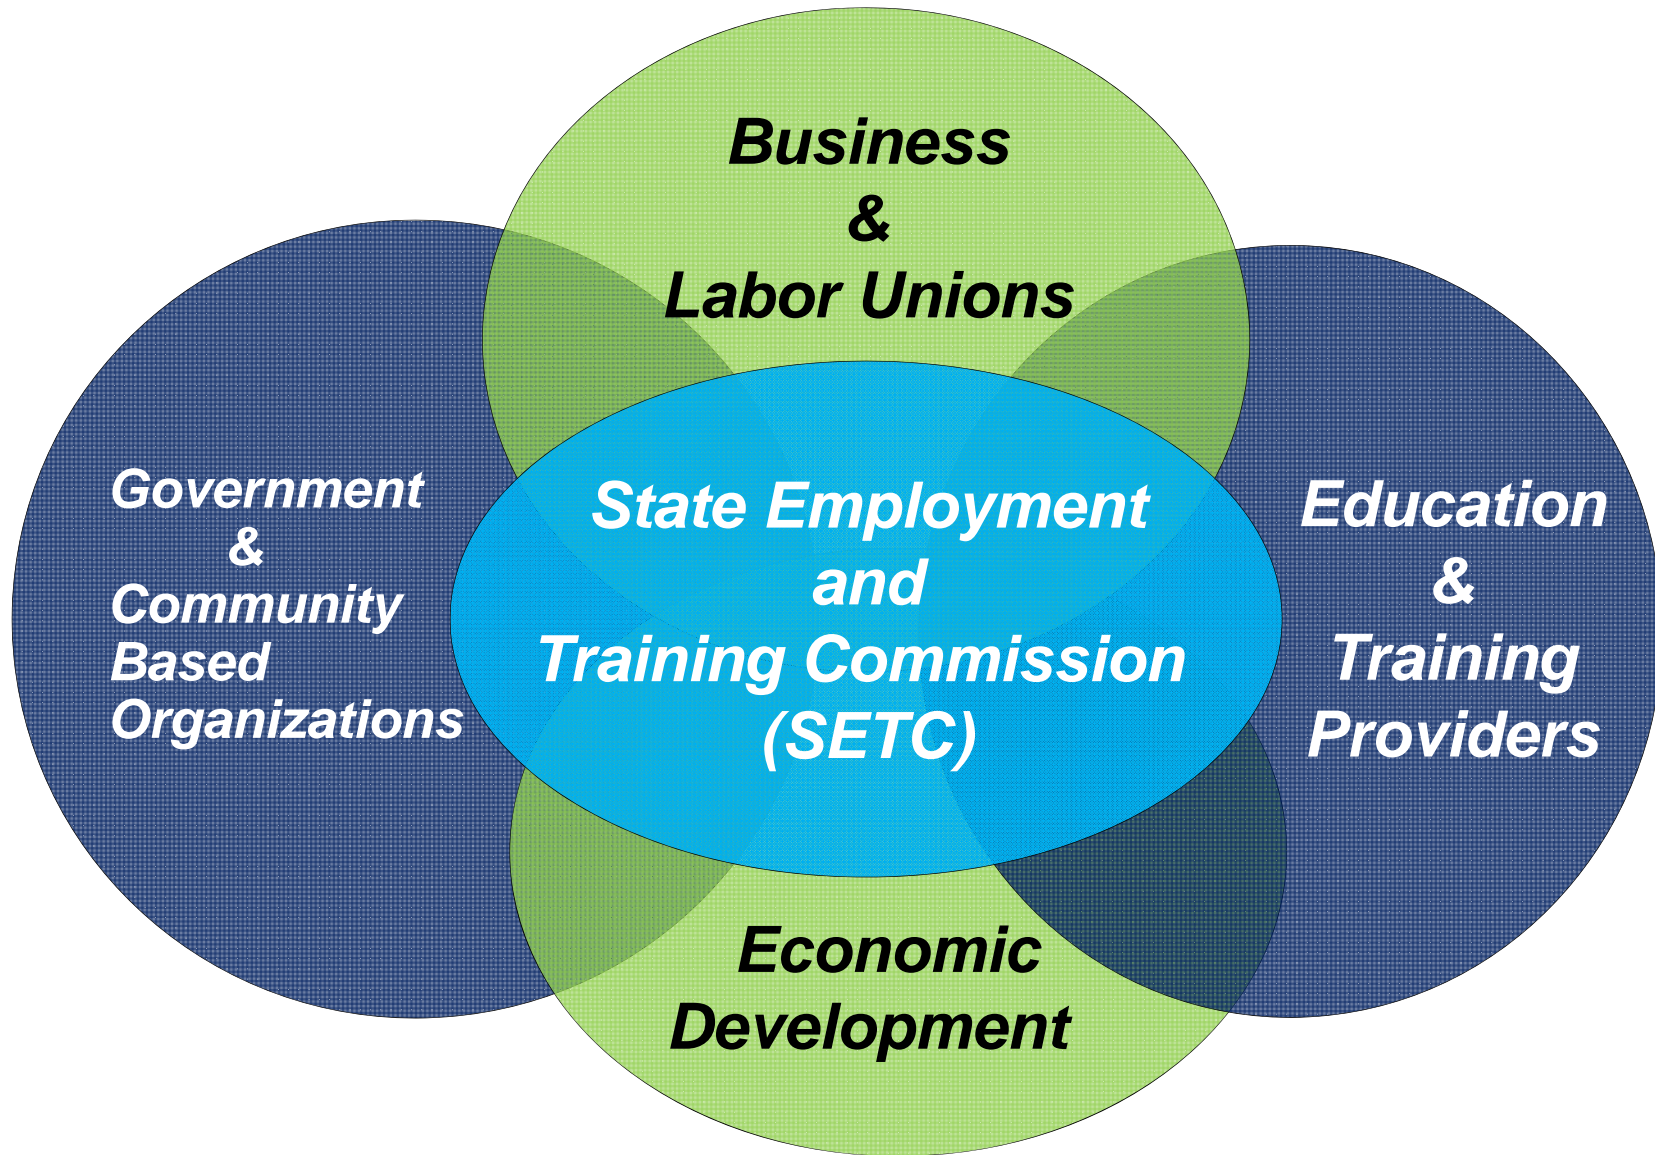 Business
&
Labor Unions
Government
&
Community
Based
Organizations
State Employment
and
Training Commission
(SETC)
Education
&
Training
Providers
Economic
Development